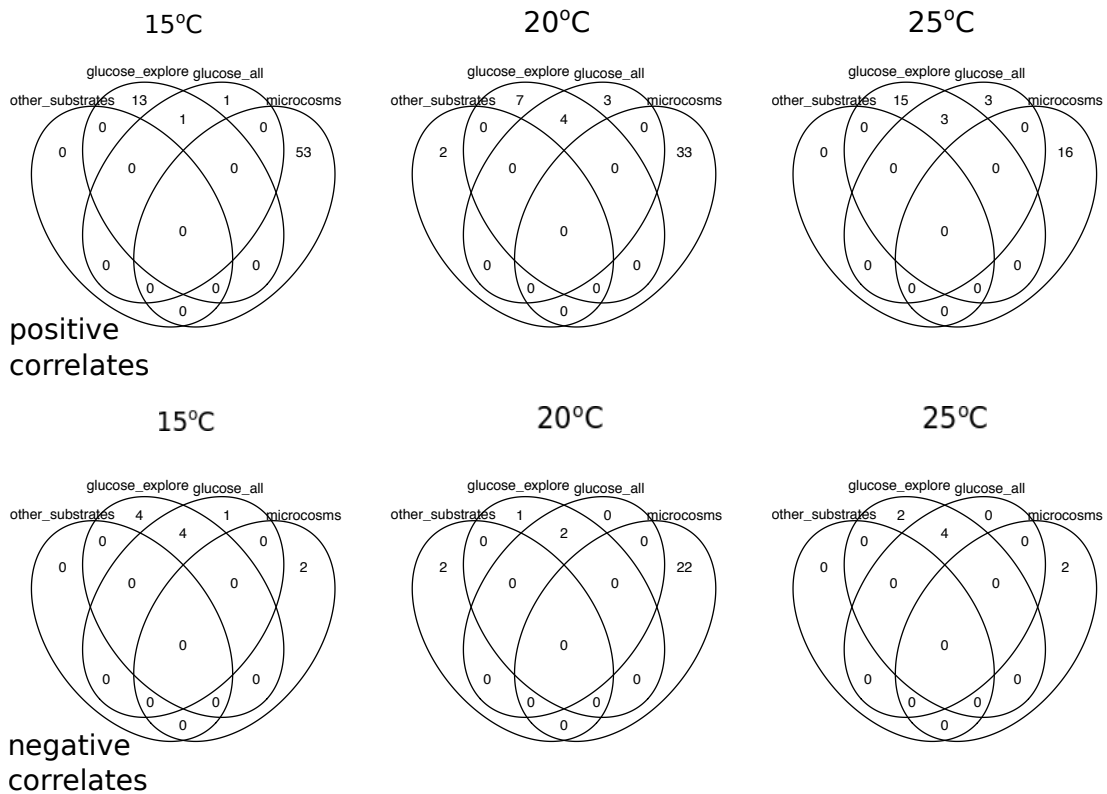 15ºC 20ºC 25ºC
glucose_explore glucose_all glucose_explore glucose_all glucose_explore glucose_all
other_substrates 13 1 microcosms other_substrates 7 3 microcosms other_substrates 15 3 microcosms
1 4 3
0 0 0 0 0 0
0 53 2 33 0 16
0 0 0 0 0 0
0 0 0
0 0 0 0 0 0
0 0 0 0 0 0
0 0 0
positive
correlates
15ºC 20ºC 25ºC
glucose_explore glucose_all glucose_explore glucose_all glucose_explore glucose_all
other_substrates 4 1 microcosms other_substrates 1 0 microcosms other_substrates 2 0 microcosms
4 2 4
0 0 0 0 0 0
0 2 2 22 0 2
0 0 0 0 0 0
0 0 0
0 0 0 0 0 0
0 0 0 0 0 0
0 0 0
negative
correlates